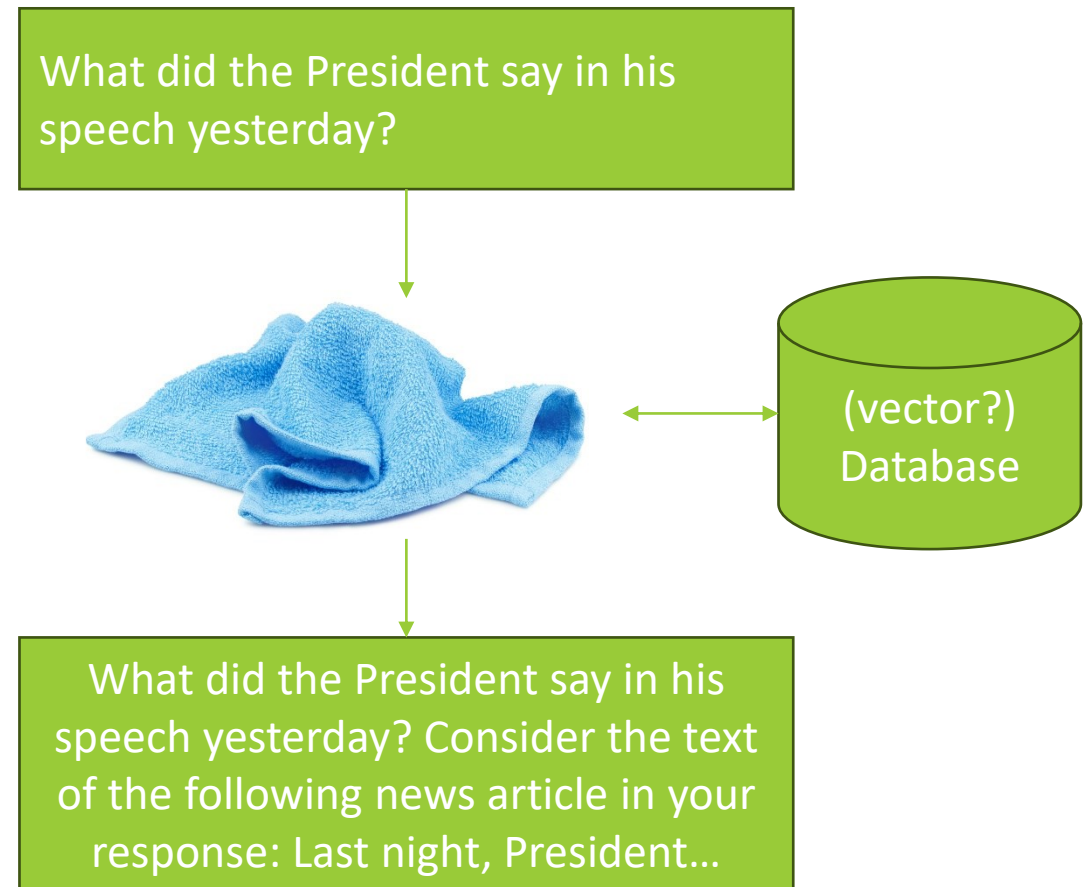 What did the President say in his
speech yesterday?
(vector?)
Database
What did the President say in his
speech yesterday? Consider the text
of the following news article in your
response: Last night, President…